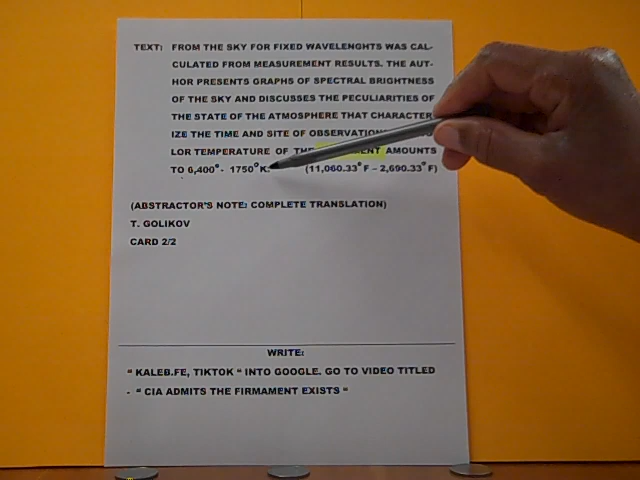 TEXT: FROM THE SKY FOR FIXED WAVELENGHTS WAS CAL-
CULATED FROM MEASUREMENT RESULTS. THE AUT-
HOR PRESENTS GRAPHS OF SPECTRAL BRIGHTNESS
OF THE SKY AND DISCUSSES THE PECULIARITIES OF
THE STATE OF THE ATMOSPHERE THAT CHARACTER
IZE THE TIME AND SITE OF OBSERVATION
LOR TEMPERATURE OF THE AMOUNTS
TO 6,400°- 1750°K. (11,060.33°F – 2,690.33°F)
(ABSTRACTOR'S NOTE: COMPLETE TRANSLATION)
T. GOLIKOV
CARD 2/2
WRITE:
" KALEB.FE, TIKTOK " INTO GOOGLE. GO TO VIDEO TITLED
- " CIA ADMITS THE FIRMAMENT EXISTS "